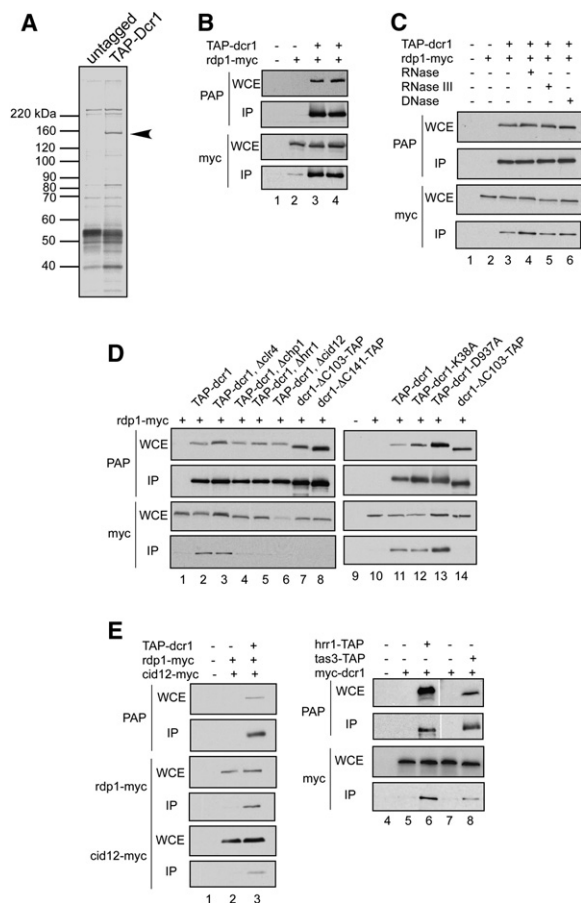 A
untagged
TAP-Dcr1
220 kDa
160
120
100
90
80
70
60
50
40
B
TAP-dcr1 - - + +
rdp1-myc - + + +
PAP
WCE
IP
myc
WCE
IP
1 2 3 4
C
TAP-dcr1 - - + + + +
rdp1-myc - + + + + +
RNase - - - + - -
RNase III - - - - + -
DNase - - - - - +
PAP
WCE
IP
myc
WCE
IP
1 2 3 4 5 6
D
TAP-dcr1
TAP-dcr1, Δclr4
TAP-dcr1, Δchp1
TAP-dcr1, Δhrr1
TAP-dcr1, Δcid12
dcr1-ΔC103-TAP
dcr1-ΔC141-TAP
TAP-dcr1
TAP-dcr1-K38A
TAP-dcr1-D937A
dcr1-ΔC103-TAP
rdp1-myc + + + + + + + + - + + + + +
PAP
WCE
IP
myc
WCE
IP
1 2 3 4 5 6 7 8 9 10 11 12 13 14
E
TAP-dcr1 - - +
rdp1-myc - + +
cid12-myc - + +
PAP
WCE
IP
rdp1-myc
WCE
IP
cid12-myc
WCE
IP
1 2 3
hrr1-TAP - - + - -
tas3-TAP - - - - +
myc-dcr1 - + + + +
PAP
WCE
IP
myc
WCE
IP
4 5 6 7 8